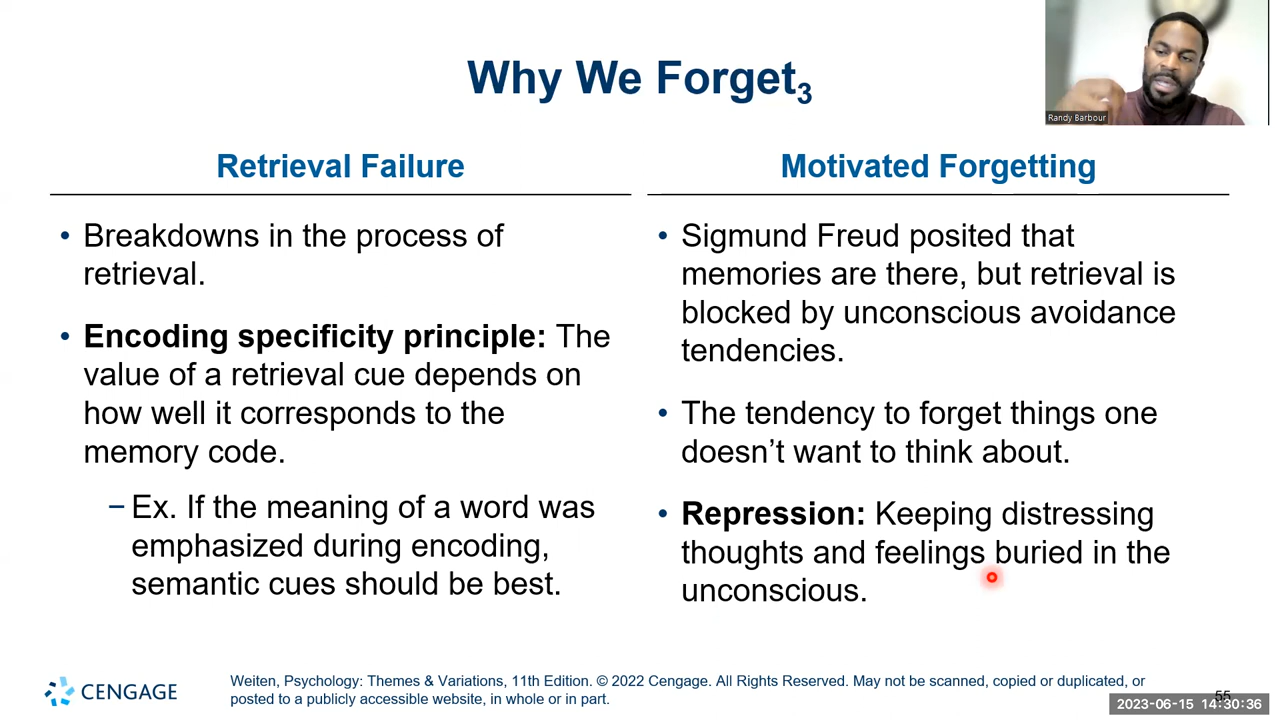 Why We Forget3
Randy Barbour
Retrieval Failure
• Breakdowns in the process of
retrieval.
• Encoding specificity principle: The
value of a retrieval cue depends on
how well it corresponds to the
memory code.
– Ex. If the meaning of a word was
emphasized during encoding,
semantic cues should be best.
Motivated Forgetting
• Sigmund Freud posited that
memories are there, but retrieval is
blocked by unconscious avoidance
tendencies.
• The tendency to forget things one
doesn’t want to think about.
• Repression: Keeping distressing
thoughts and feelings buried in the
unconscious.
CENGAGE
Weiten, Psychology: Themes & Variations, 11th Edition. © 2022 Cengage. All Rights Reserved. May not be scanned, copied or duplicated, or
posted to a publicly accessible website, in whole or in part.
55
2023-06-15 14:30:36